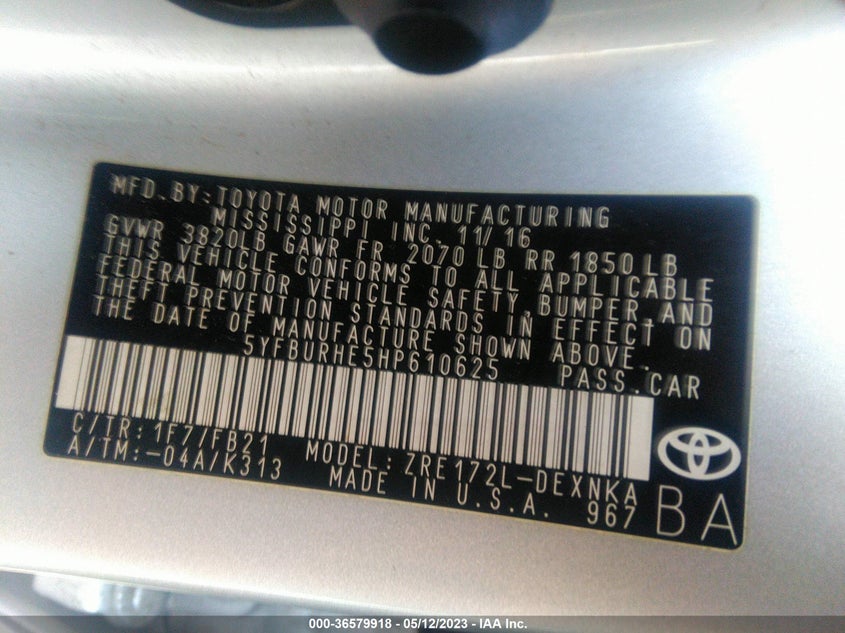 MFD. BY: TOYOTA MOTOR MANUFACTURING
MISSISSIPPI INC. 11/16
GVWR 3820LB GAWR FR 2070 LB RR 1850 LB
THIS VEHICLE CONFORMS TO ALL APPLICABLE
FEDERAL MOTOR VEHICLE SAFETY,BUMPER,AND
THEFT PREVENTION STANDARDS IN EFFECT ON
THE DATE OF MANUFACTURE SHOWN ABOVE.
5YFBURHE5HP610625 PASS.CAR
C/TR: 1F7/FB21 MODEL: ZRE172L-DEXNKA
A/TM:-04A/K313 MADE IN U.S.A. 967
BA
000-36579918 - 05/12/2023 - IAA Inc.